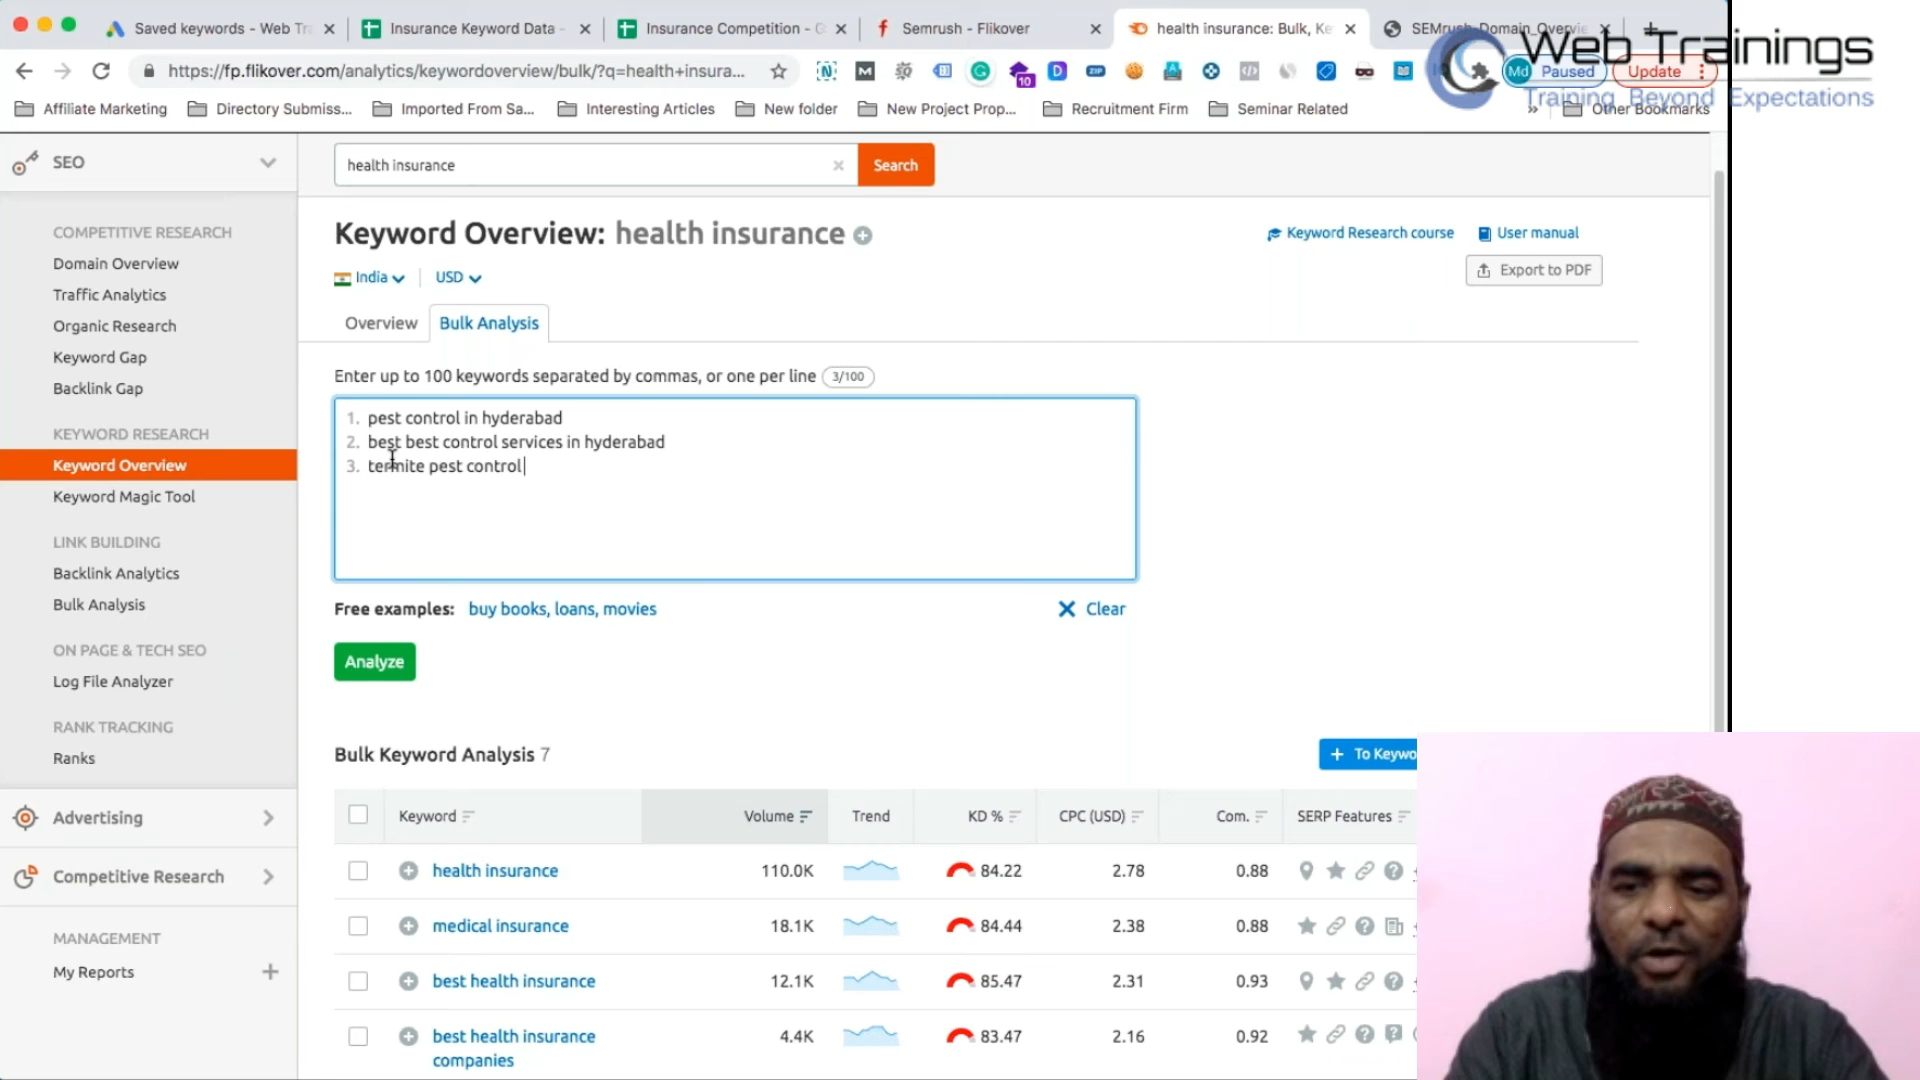 Saved keywords - Web Tra
Insurance Keyword Data -
Insurance Competition - G
Semrush - Flikover
health insurance: Bulk, Ke
SEMrush-Domain_Overvie
Web Trainings
Training Beyond Expectations
https://fp.flikover.com/analytics/keywordoverview/bulk/?q=health+insura...
10
Md Paused
Update
Affiliate Marketing
Directory Submiss...
Imported From Sa...
Interesting Articles
New folder
New Project Prop...
Recruitment Firm
Seminar Related
»
Other Bookmarks
SEO
COMPETITIVE RESEARCH
Domain Overview
Traffic Analytics
Organic Research
Keyword Gap
Backlink Gap
KEYWORD RESEARCH
Keyword Overview
Keyword Magic Tool
LINK BUILDING
Backlink Analytics
Bulk Analysis
ON PAGE & TECH SEO
Log File Analyzer
RANK TRACKING
Ranks
Advertising
Competitive Research
MANAGEMENT
My Reports
health insurance
Search
Keyword Overview: health insurance
Keyword Research course
User manual
India
USD
Export to PDF
Overview
Bulk Analysis
Enter up to 100 keywords separated by commas, or one per line 3/100
1. pest control in hyderabad
2. best best control services in hyderabad
3. termite pest control
Free examples: buy books, loans, movies
Clear
Analyze
Bulk Keyword Analysis 7
+ To Keywo
Keyword Volume Trend KD % CPC (USD) Com. SERP Features
health insurance 110.0K 84.22 2.78 0.88
medical insurance 18.1K 84.44 2.38 0.88
best health insurance 12.1K 85.47 2.31 0.93
best health insurance companies 4.4K 83.47 2.16 0.92